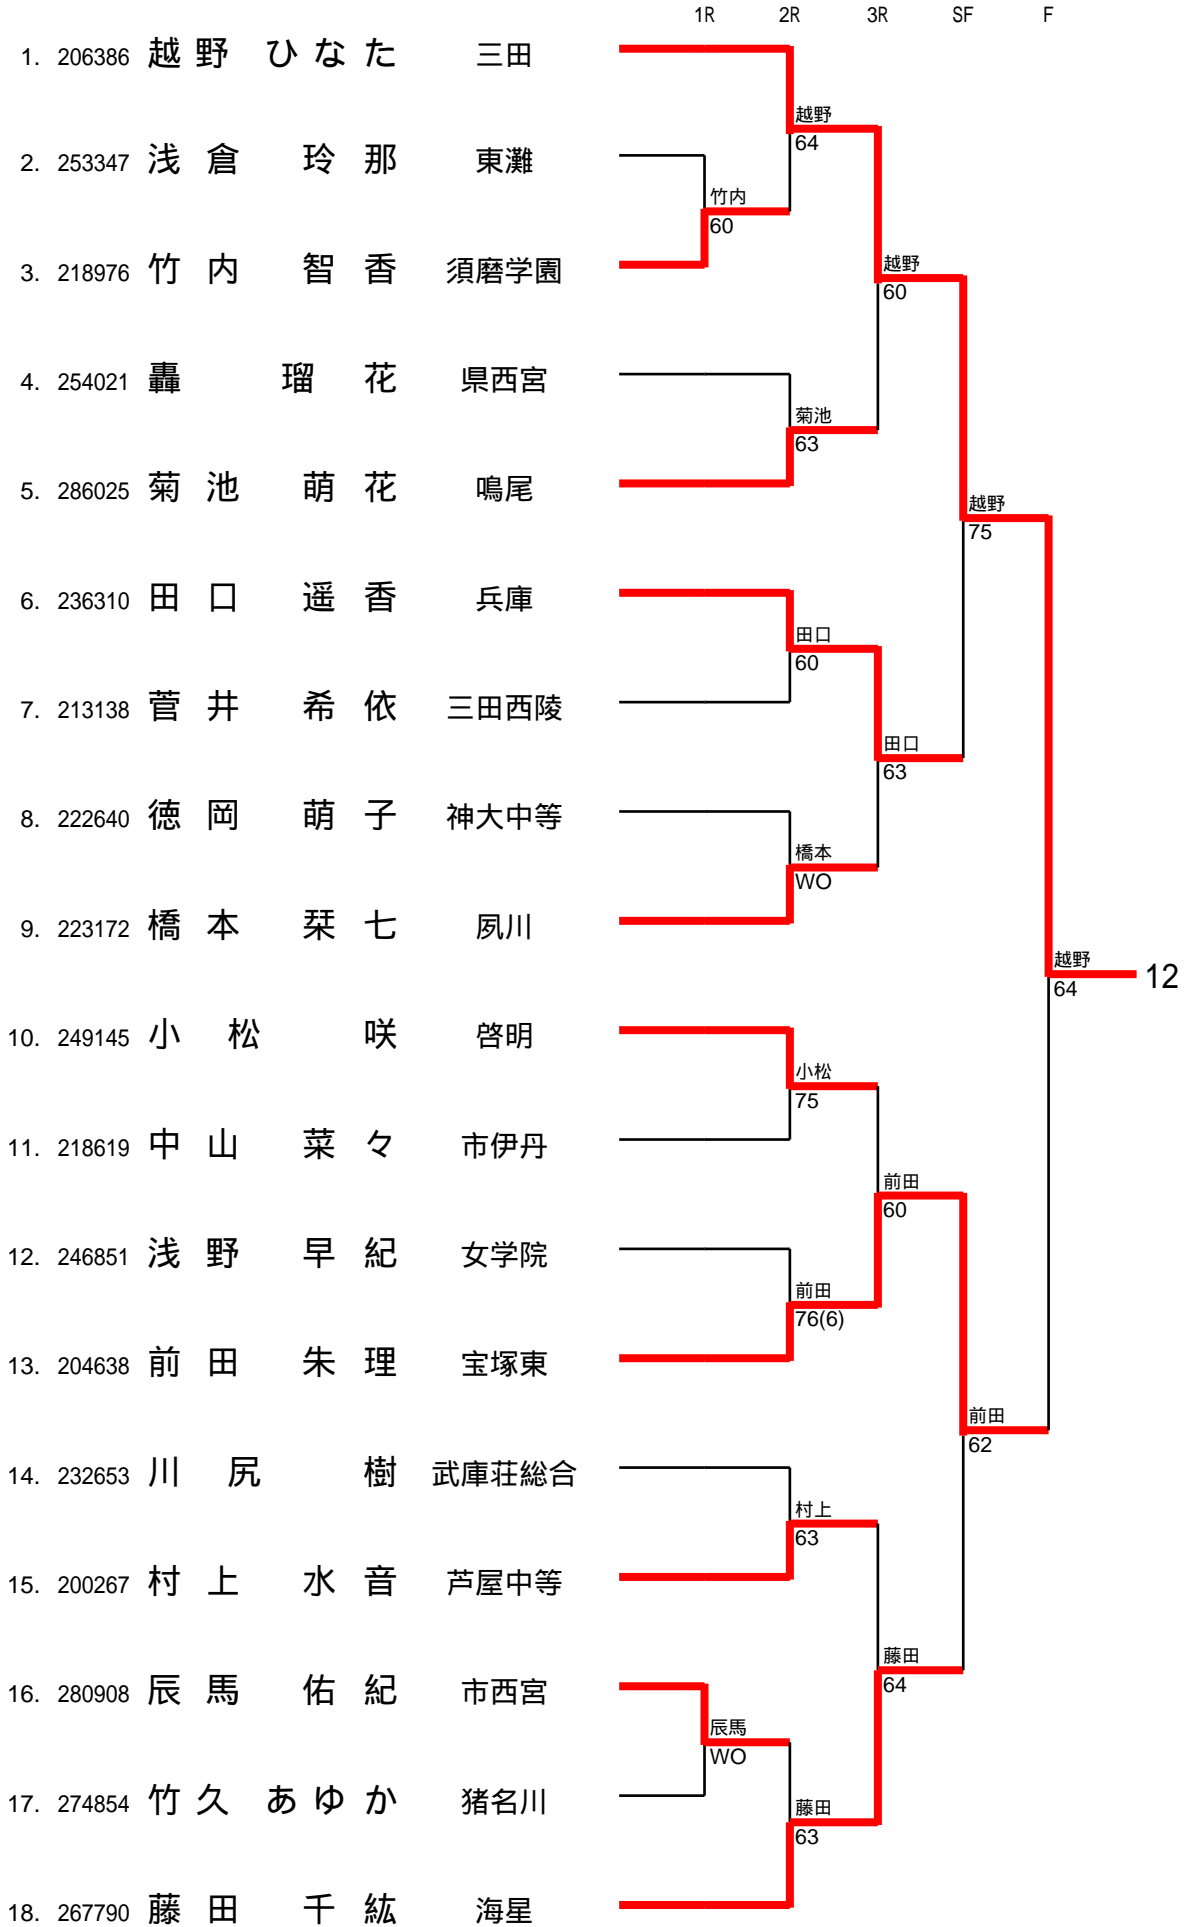 1R 2R 3R SF F
1. 206386 越野 ひなた 三田
越野
64
2. 253347 浅倉 玲那 東灘
竹内
60
3. 218976 竹内 智香 須磨学園
越野
60
4. 254021 轟 瑠花 県西宮
菊池
63
5. 286025 菊池 萌花 鳴尾
越野
75
6. 236310 田口 遥香 兵庫
田口
60
7. 213138 菅井 希依 三田西陵
田口
63
8. 222640 徳岡 萌子 神大中等
橋本
WO
9. 223172 橋本 栞七 夙川
越野
64 12
10. 249145 小松 咲 啓明
小松
75
11. 218619 中山 菜々 市伊丹
前田
60
12. 246851 浅野 早紀 女学院
前田
76(6)
13. 204638 前田 朱理 宝塚東
前田
62
14. 232653 川尻 樹 武庫荘総合
村上
63
15. 200267 村上 水音 芦屋中等
藤田
64
16. 280908 辰馬 佑紀 市西宮
辰馬
WO
17. 274854 竹久 あゆか 猪名川
藤田
63
18. 267790 藤田 千紘 海星